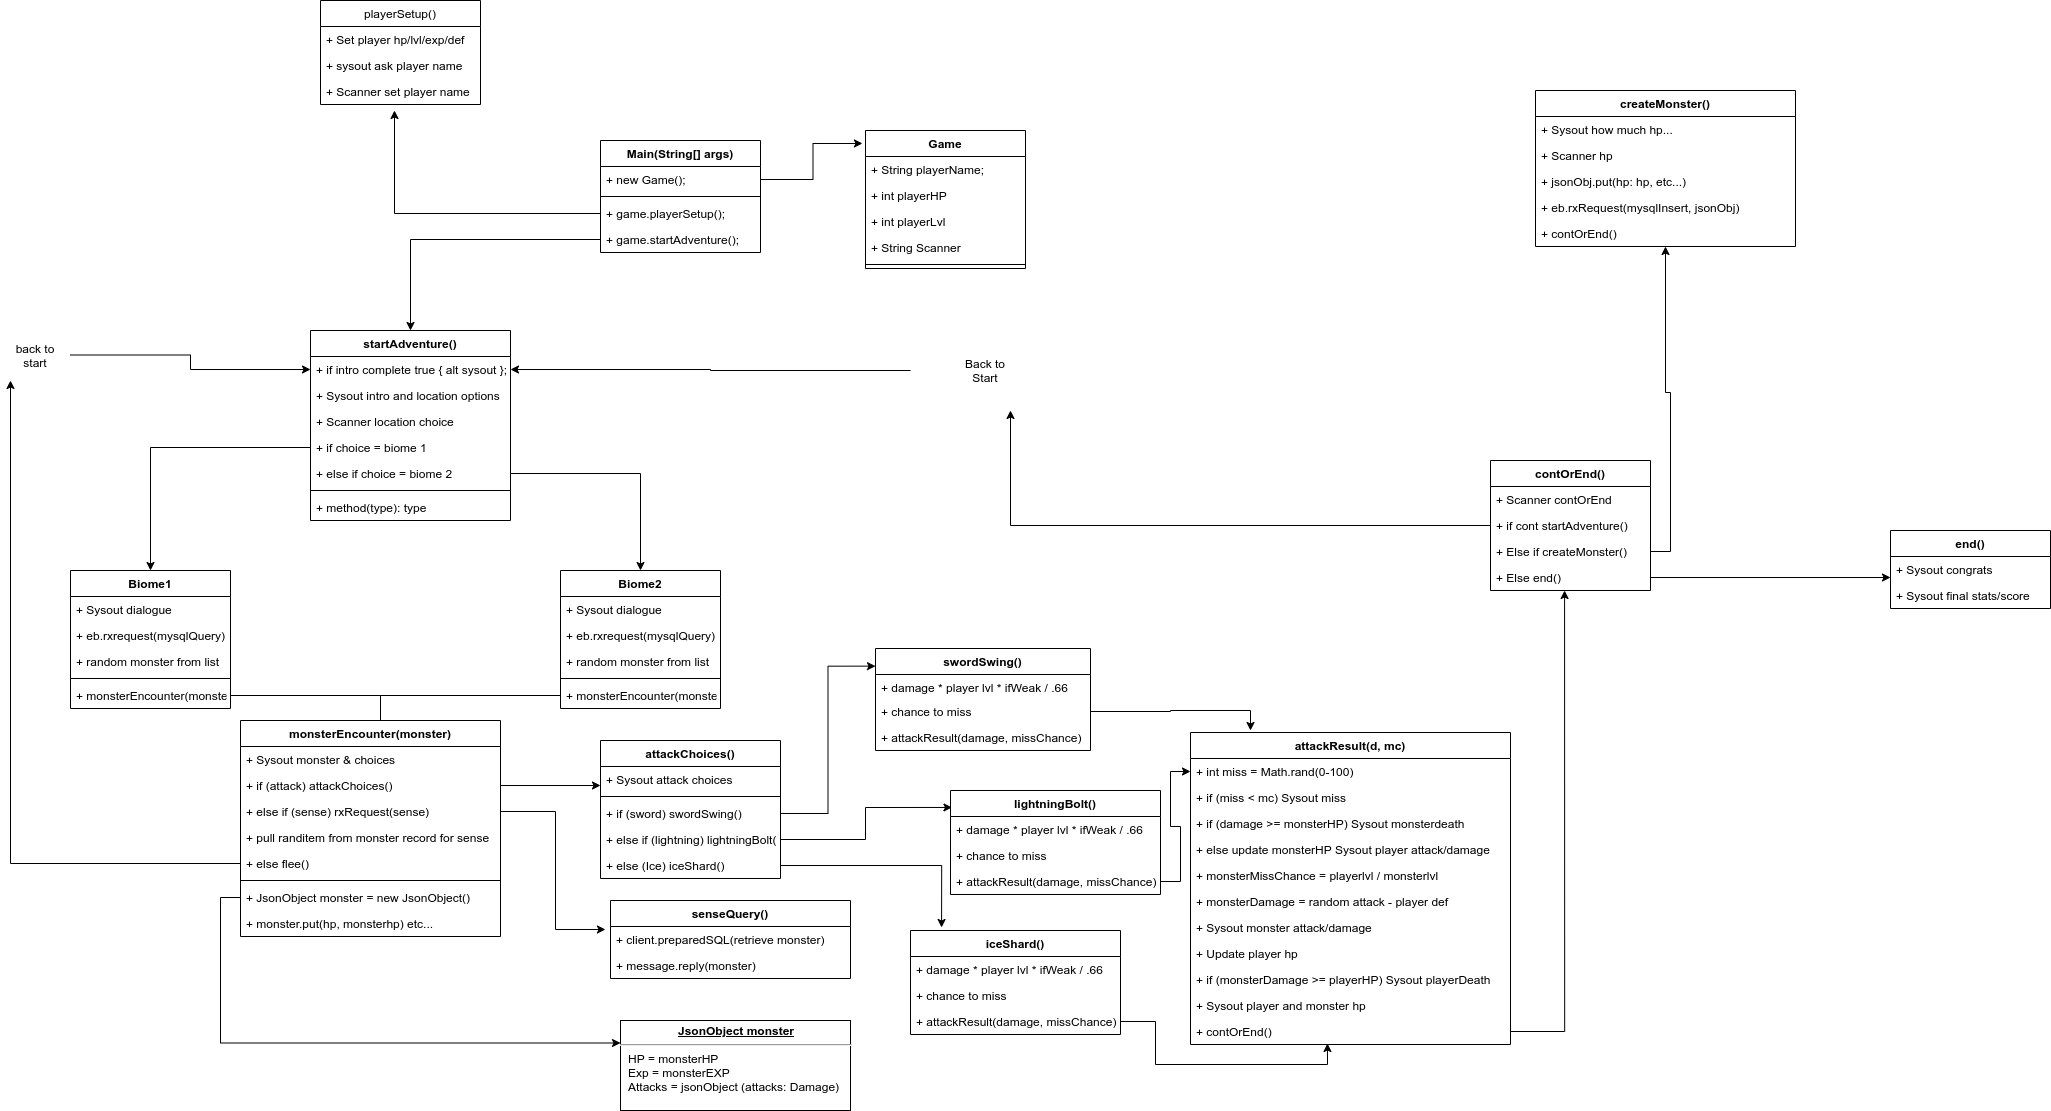 playerSetup()
+ Set player hp/lvl/exp/def
+ sysout ask player name
+ Scanner set player name
Main(String[] args)
+ new Game();
+ game.playerSetup();
+ game.startAdventure();
Game
+ String playerName;
+ int playerHP
+ int playerLvl
+ String Scanner
createMonster()
+ Sysout how much hp...
+ Scanner hp
+ jsonObj.put(hp: hp, etc...)
+ eb.rxRequest(mysqlInsert, jsonObj)
+ contOrEnd()
back to
start
startAdventure()
+ if intro complete true { alt sysout };
+ Sysout intro and location options
+ Scanner location choice
+ if choice = biome 1
+ else if choice = biome 2
+ method(type): type
Back to
Start
contOrEnd()
+ Scanner contOrEnd
+ if cont startAdventure()
+ Else if createMonster()
+ Else end()
end()
+ Sysout congrats
+ Sysout final stats/score
Biome1
+ Sysout dialogue
+ eb.rxrequest(mysqlQuery)
+ random monster from list
+ monsterEncounter(monste
Biome2
+ Sysout dialogue
+ eb.rxrequest(mysqlQuery)
+ random monster from list
+ monsterEncounter(monste
monsterEncounter(monster)
+ Sysout monster & choices
+ if (attack) attackChoices()
+ else if (sense) rxRequest(sense)
+ pull randitem from monster record for sense
+ else flee()
+ JsonObject monster = new JsonObject()
+ monster.put(hp, monsterhp) etc...
attackChoices()
+ Sysout attack choices
+ if (sword) swordSwing()
+ else if (lightning) lightningBolt(
+ else (Ice) iceShard()
senseQuery()
+ client.preparedSQL(retrieve monster)
+ message.reply(monster)
JsonObject monster
HP = monsterHP
Exp = monsterEXP
Attacks = jsonObject (attacks: Damage)
swordSwing()
+ damage * player lvl * ifWeak / .66
+ chance to miss
+ attackResult(damage, missChance)
lightningBolt()
+ damage * player lvl * ifWeak / .66
+ chance to miss
+ attackResult(damage, missChance)
iceShard()
+ damage * player lvl * ifWeak / .66
+ chance to miss
+ attackResult(damage, missChance)
attackResult(d, mc)
+ int miss = Math.rand(0-100)
+ if (miss < mc) Sysout miss
+ if (damage >= monsterHP) Sysout monsterdeath
+ else update monsterHP Sysout player attack/damage
+ monsterMissChance = playerlvl / monsterlvl
+ monsterDamage = random attack - player def
+ Sysout monster attack/damage
+ Update player hp
+ if (monsterDamage >= playerHP) Sysout playerDeath
+ Sysout player and monster hp
+ contOrEnd()